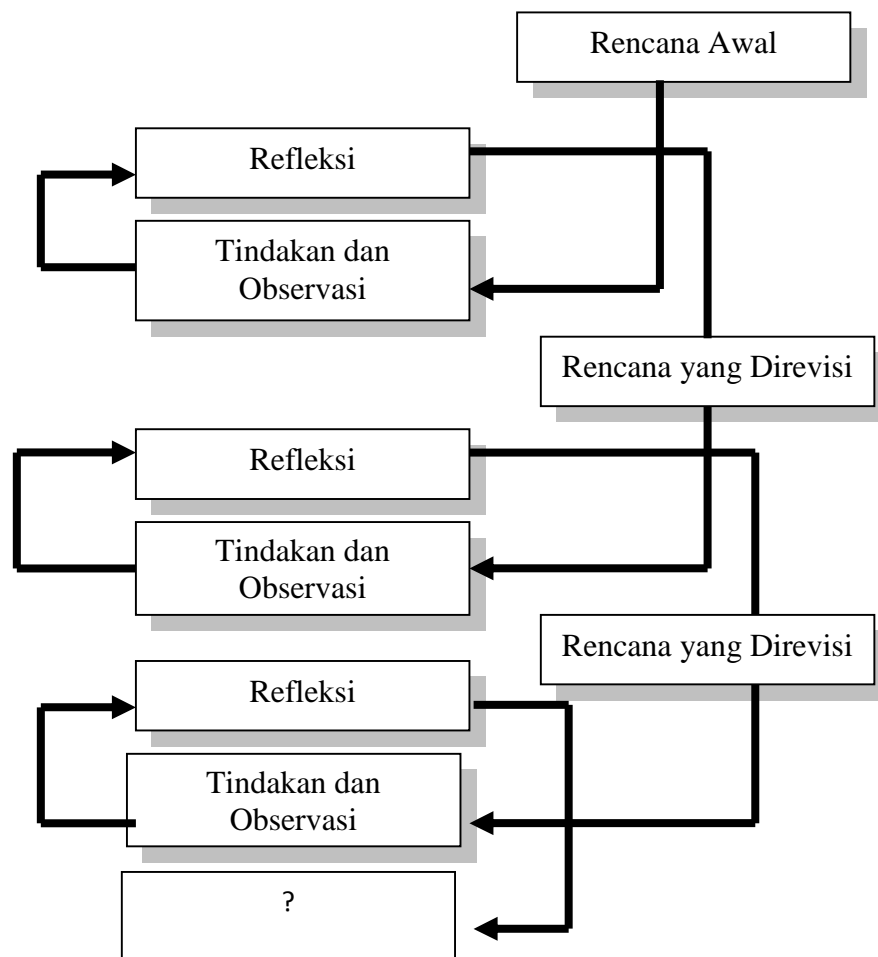 Rencana Awal
Refleksi
Tindakan dan
Observasi
Rencana yang Direvisi
Refleksi
Tindakan dan
Observasi
Rencana yang Direvisi
Refleksi
Tindakan dan
Observasi
?